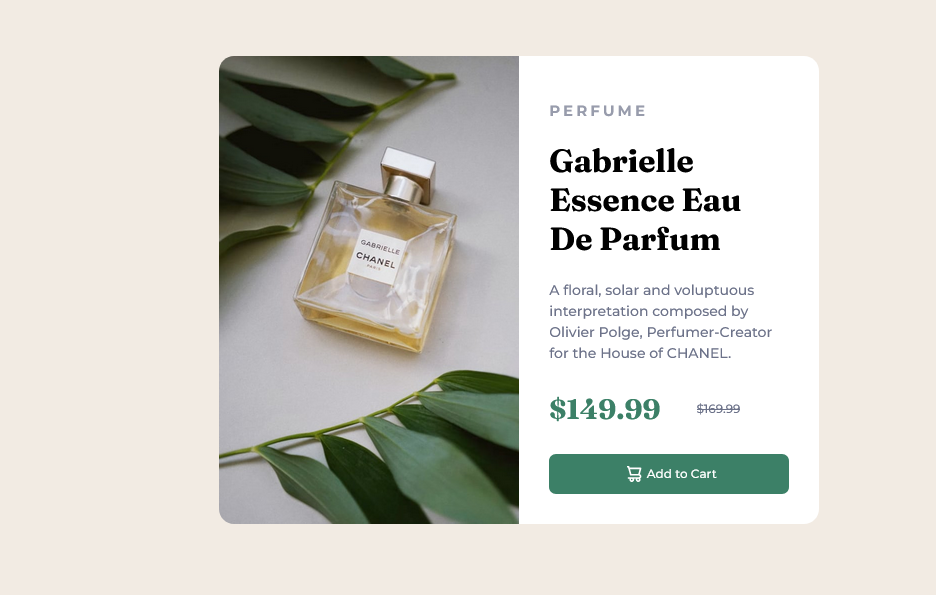 GABRIELLE
CHANEL
PARIS
PERFUME
Gabrielle
Essence Eau
De Parfum
A floral, solar and voluptuous
interpretation composed by
Olivier Polge, Perfumer-Creator
for the House of CHANEL.
$149.99 $169.99
Add to Cart